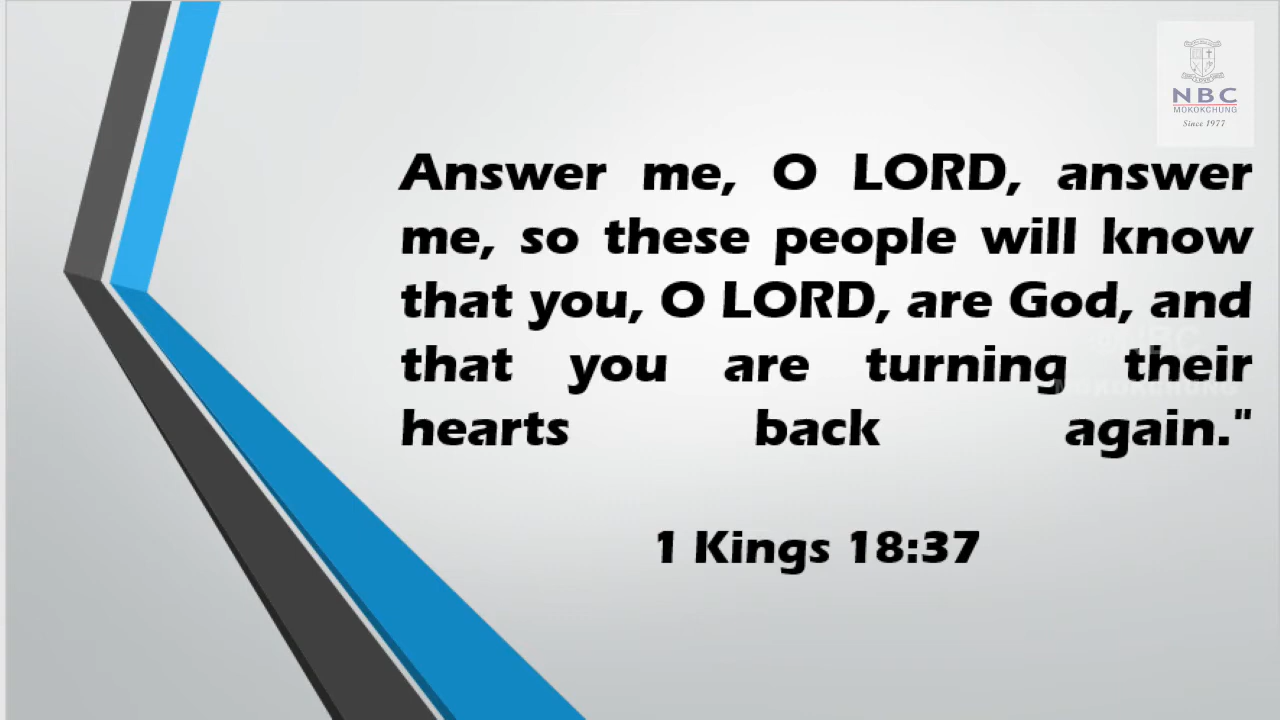 NBC
MOKOKCHUNG
Since 1977
Answer me, O LORD, answer
me, so these people will know
that you, O LORD, are God, and
that you are turning their
hearts back again."
1 Kings 18:37